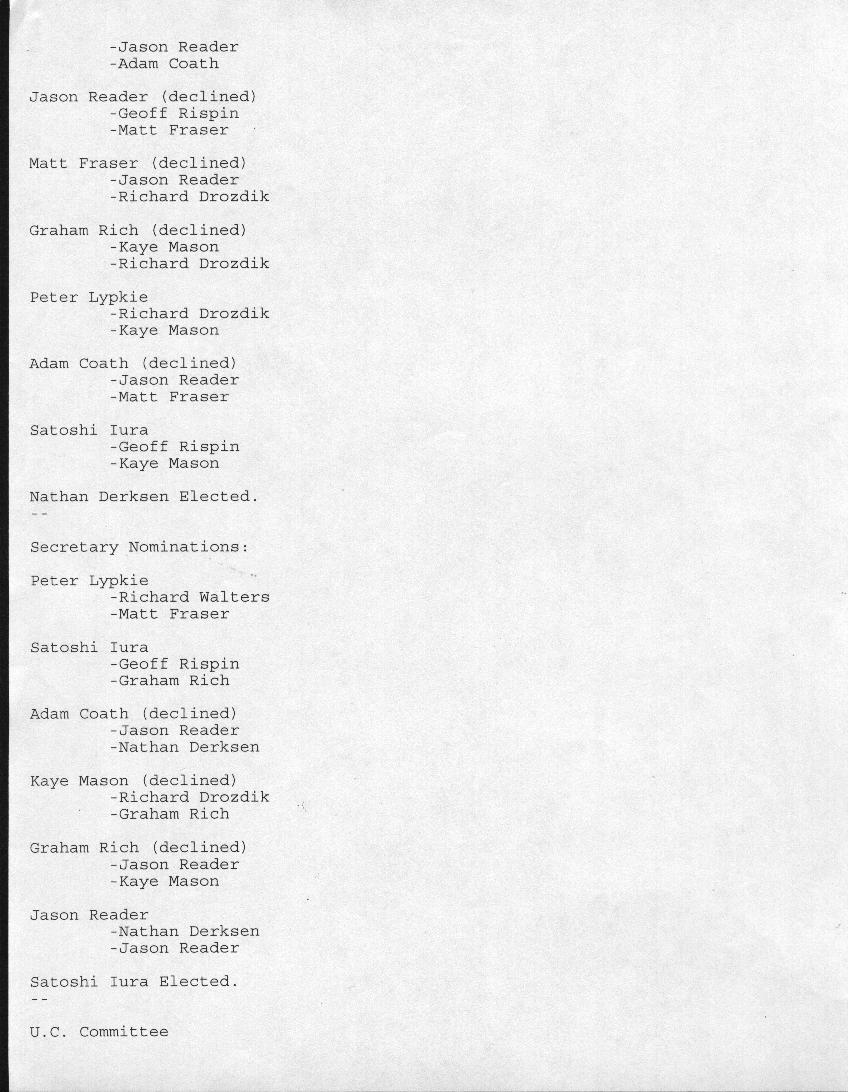 -Jason Reader
-Adam Coath
Jason Reader (declined)
-Geoff Rispin
-Matt Fraser
Matt Fraser (declined)
-Jason Reader
-Richard Drozdik
Graham Rich (declined)
-Kaye Mason
-Richard Drozdik
Peter Lypkie
-Richard Drozdik
-Kaye Mason
Adam Coath (declined)
-Jason Reader
-Matt Fraser
Satoshi Iura
-Geoff Rispin
-Kaye Mason
Nathan Derksen Elected.
--
Secretary Nominations:
Peter Lypkie
-Richard Walters
-Matt Fraser
Satoshi Iura
-Geoff Rispin
-Graham Rich
Adam Coath (declined)
-Jason Reader
-Nathan Derksen
Kaye Mason (declined)
-Richard Drozdik
-Graham Rich
Graham Rich (declined)
-Jason Reader
-Kaye Mason
Jason Reader
-Nathan Derksen
-Jason Reader
Satoshi Iura Elected.
--
U.C. Committee